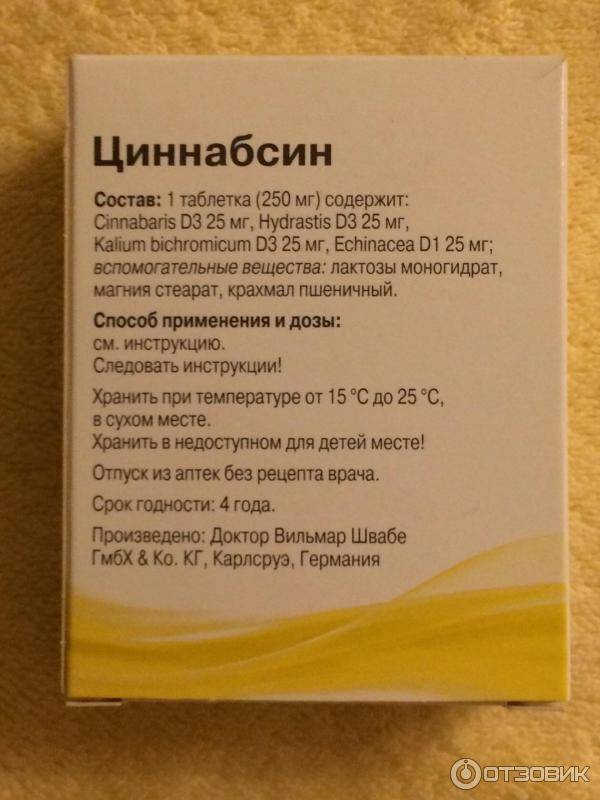 Циннабсин
Состав: 1 таблетка (250 мг) содержит:
Cinnabaris D3 25 мг, Hydrastis D3 25 мг,
Kalium bichromicum D3 25 мг, Echinacea D1 25 мг;
вспомогательные вещества: лактозы моногидрат,
магния стеарат, крахмал пшеничный.
Способ применения и дозы:
см. инструкцию.
Следовать инструкции!
Хранить при температуре от 15 °C до 25 °C,
в сухом месте.
Хранить в недоступном для детей месте!
Отпуск из аптек без рецепта врача.
Срок годности: 4 года.
Произведено: Доктор Вильмар Швабе
ГмбХ & Ко. КГ, Карлсруэ, Германия
ОТЗОВИК